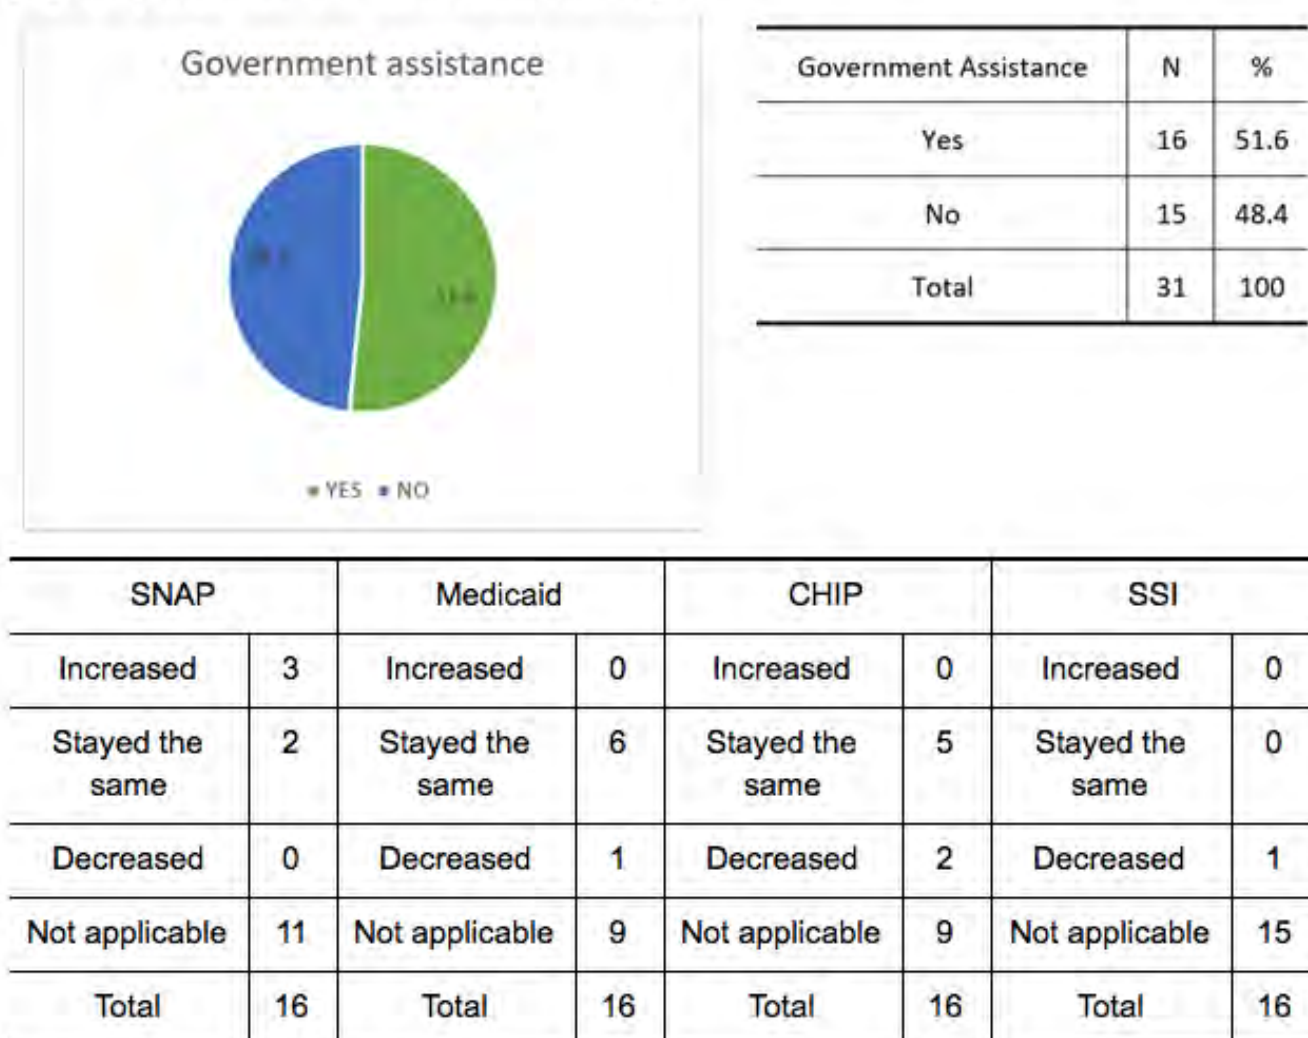 Government assistance
YES NO
Government Assistance N %
Yes 16 51.6
No 15 48.4
Total 31 100
SNAP Medicaid CHIP SSI
Increased 3 Increased 0 Increased 0 Increased 0
Stayed the same 2 Stayed the same 6 Stayed the same 5 Stayed the same 0
Decreased 0 Decreased 1 Decreased 2 Decreased 1
Not applicable 11 Not applicable 9 Not applicable 9 Not applicable 15
Total 16 Total 16 Total 16 Total 16